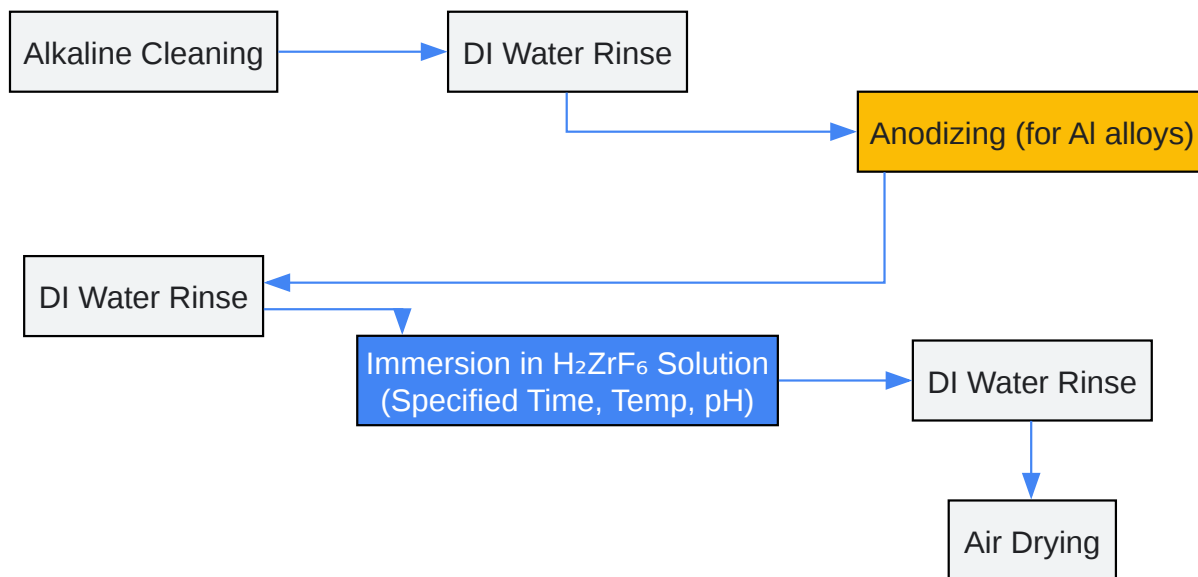 Alkaline Cleaning
DI Water Rinse
Anodizing (for Al alloys)
DI Water Rinse
Immersion in H₂ZrF₆ Solution
(Specified Time, Temp, pH)
DI Water Rinse
Air Drying